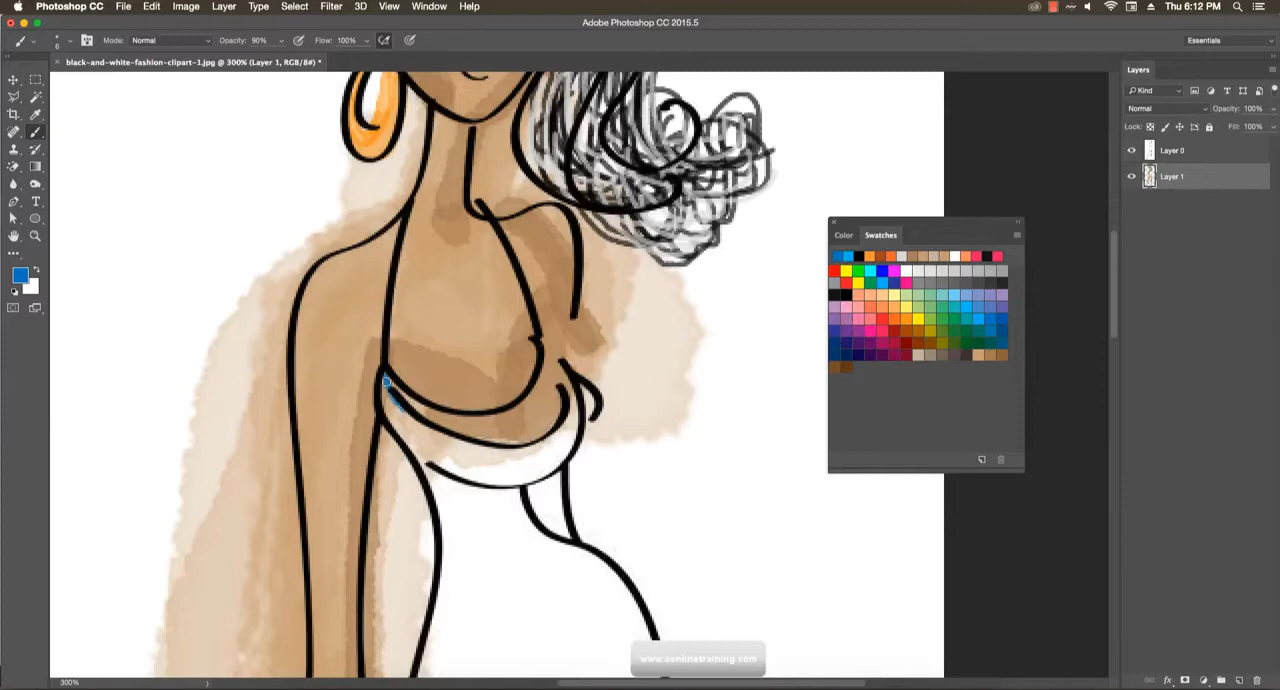 Photoshop CC File Edit Image Layer Type Select Filter 3D View Window Help Thu 6:12 PM
Adobe Photoshop CC 2015.5
6 Mode: Normal Opacity: 90% Flow: 100% Essentials
× black-and-white-fashion-clipart-1.jpg @ 300% (Layer 1, RGB/8#) *
Layers
Kind
Normal Opacity: 100%
Lock: Fill: 100%
Layer 0
Layer 1
Color Swatches
www.aonlinetraining.com
300%